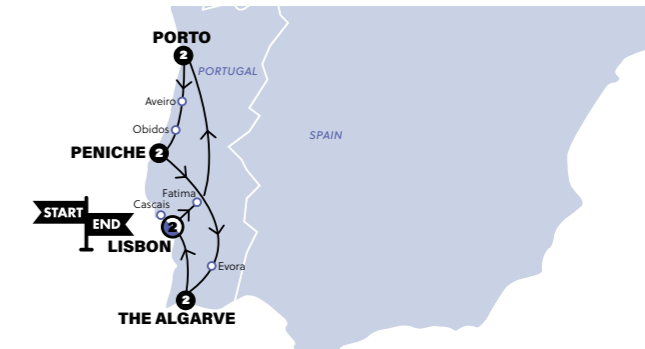 PORTO
2
PORTUGAL
Aveiro
Obidos
SPAIN
PENICHE 2
Fatima
Cascais
START
END
2
LISBON
Evora
2
THE ALGARVE